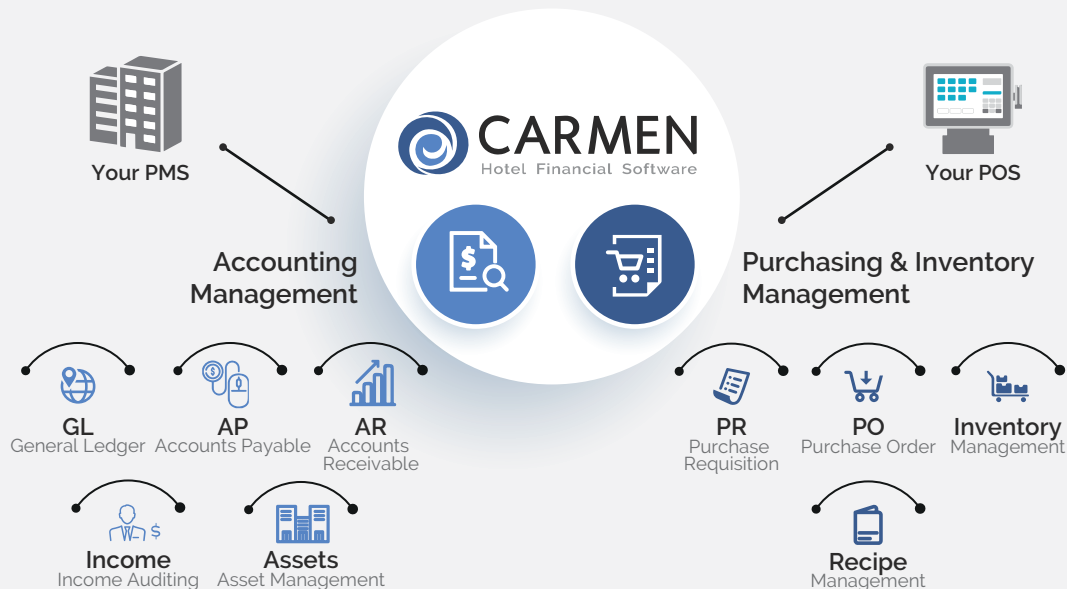 CARMEN
Hotel Financial Software
Your PMS
Your POS
Accounting
Management
Purchasing & Inventory
Management
GL
General Ledger
AP
Accounts Payable
AR
Accounts
Receivable
PR
Purchase
Requisition
PO
Purchase Order
Inventory
Management
$
Income
Income Auditing
Assets
Asset Management
Recipe
Management